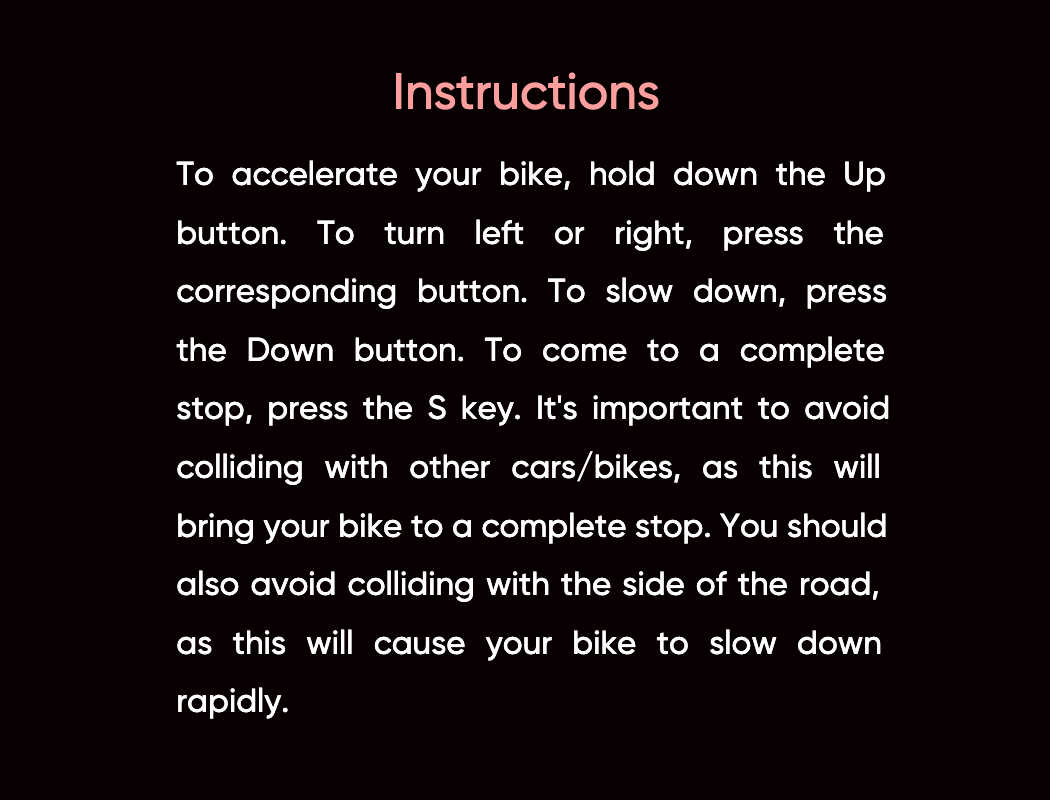 Instructions
To accelerate your bike, hold down the Up
button. To turn left or right, press the
corresponding button. To slow down, press
the Down button. To come to a complete
stop, press the S key. It's important to avoid
colliding with other cars/bikes, as this will
bring your bike to a complete stop. You should
also avoid colliding with the side of the road,
as this will cause your bike to slow down
rapidly.